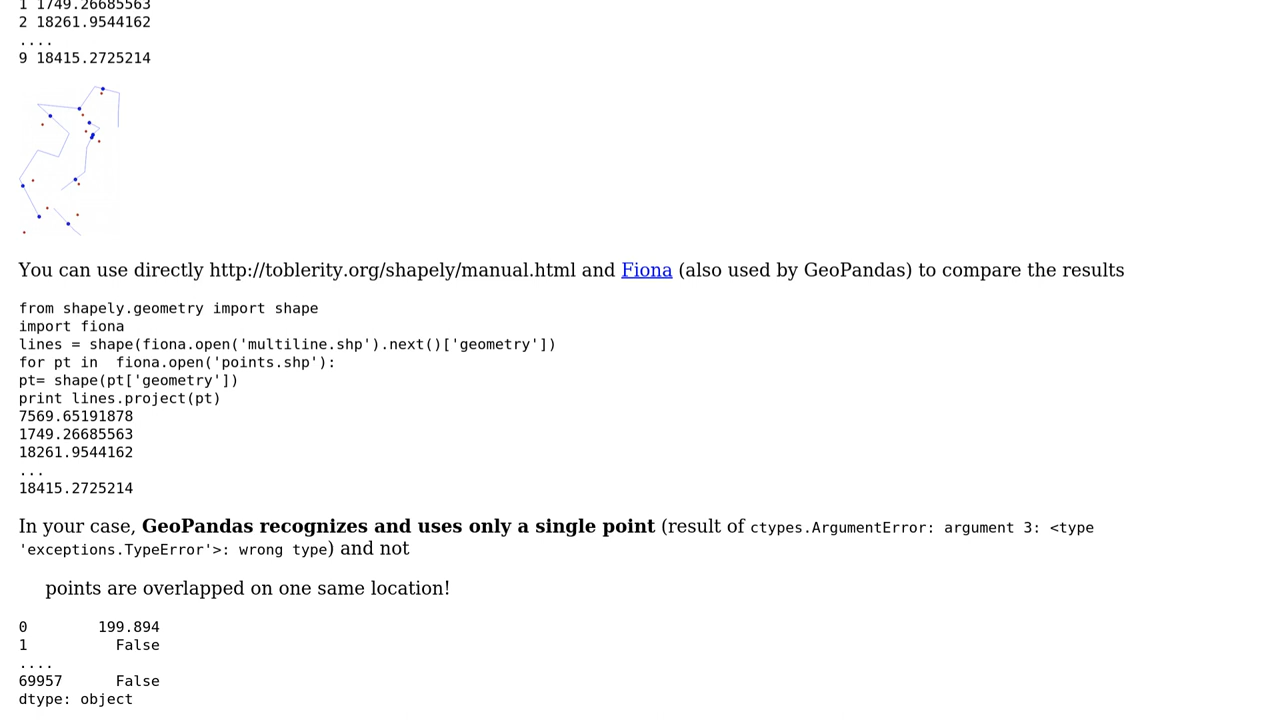 1 1749.26685563
2 18261.9544162
....
9 18415.2725214
You can use directly http://toblerity.org/shapely/manual.html and Fiona (also used by GeoPandas) to compare the results
from shapely.geometry import shape
import fiona
lines = shape(fiona.open('multiline.shp').next()['geometry'])
for pt in  fiona.open('points.shp'):
pt= shape(pt['geometry'])
print lines.project(pt)
7569.65191878
1749.26685563
18261.9544162
...
18415.2725214
In your case, GeoPandas recognizes and uses only a single point (result of ctypes.ArgumentError: argument 3: <type
'exceptions.TypeError'>: wrong type) and not
points are overlapped on one same location!
0        199.894
1          False
....
69957      False
dtype: object